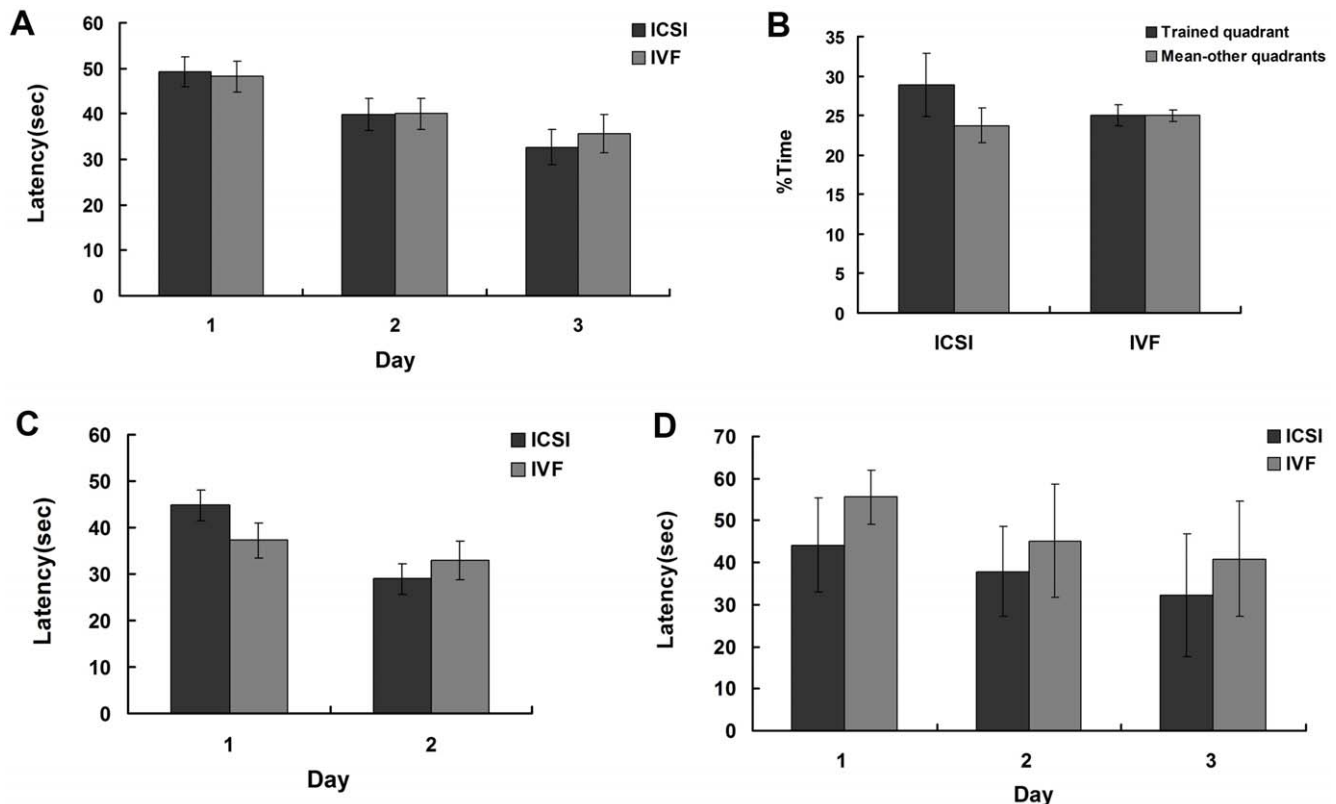 A
Latency(sec)
60
50
40
30
20
10
0
1 2 3
Day
ICSI
IVF
B
%Time
35
30
25
20
15
10
5
0
ICSI IVF
Trained quadrant
Mean-other quadrants
C
Latency(sec)
60
50
40
30
20
10
0
1 2
Day
ICSI
IVF
D
Latency(sec)
70
60
50
40
30
20
10
0
1 2 3
Day
ICSI
IVF